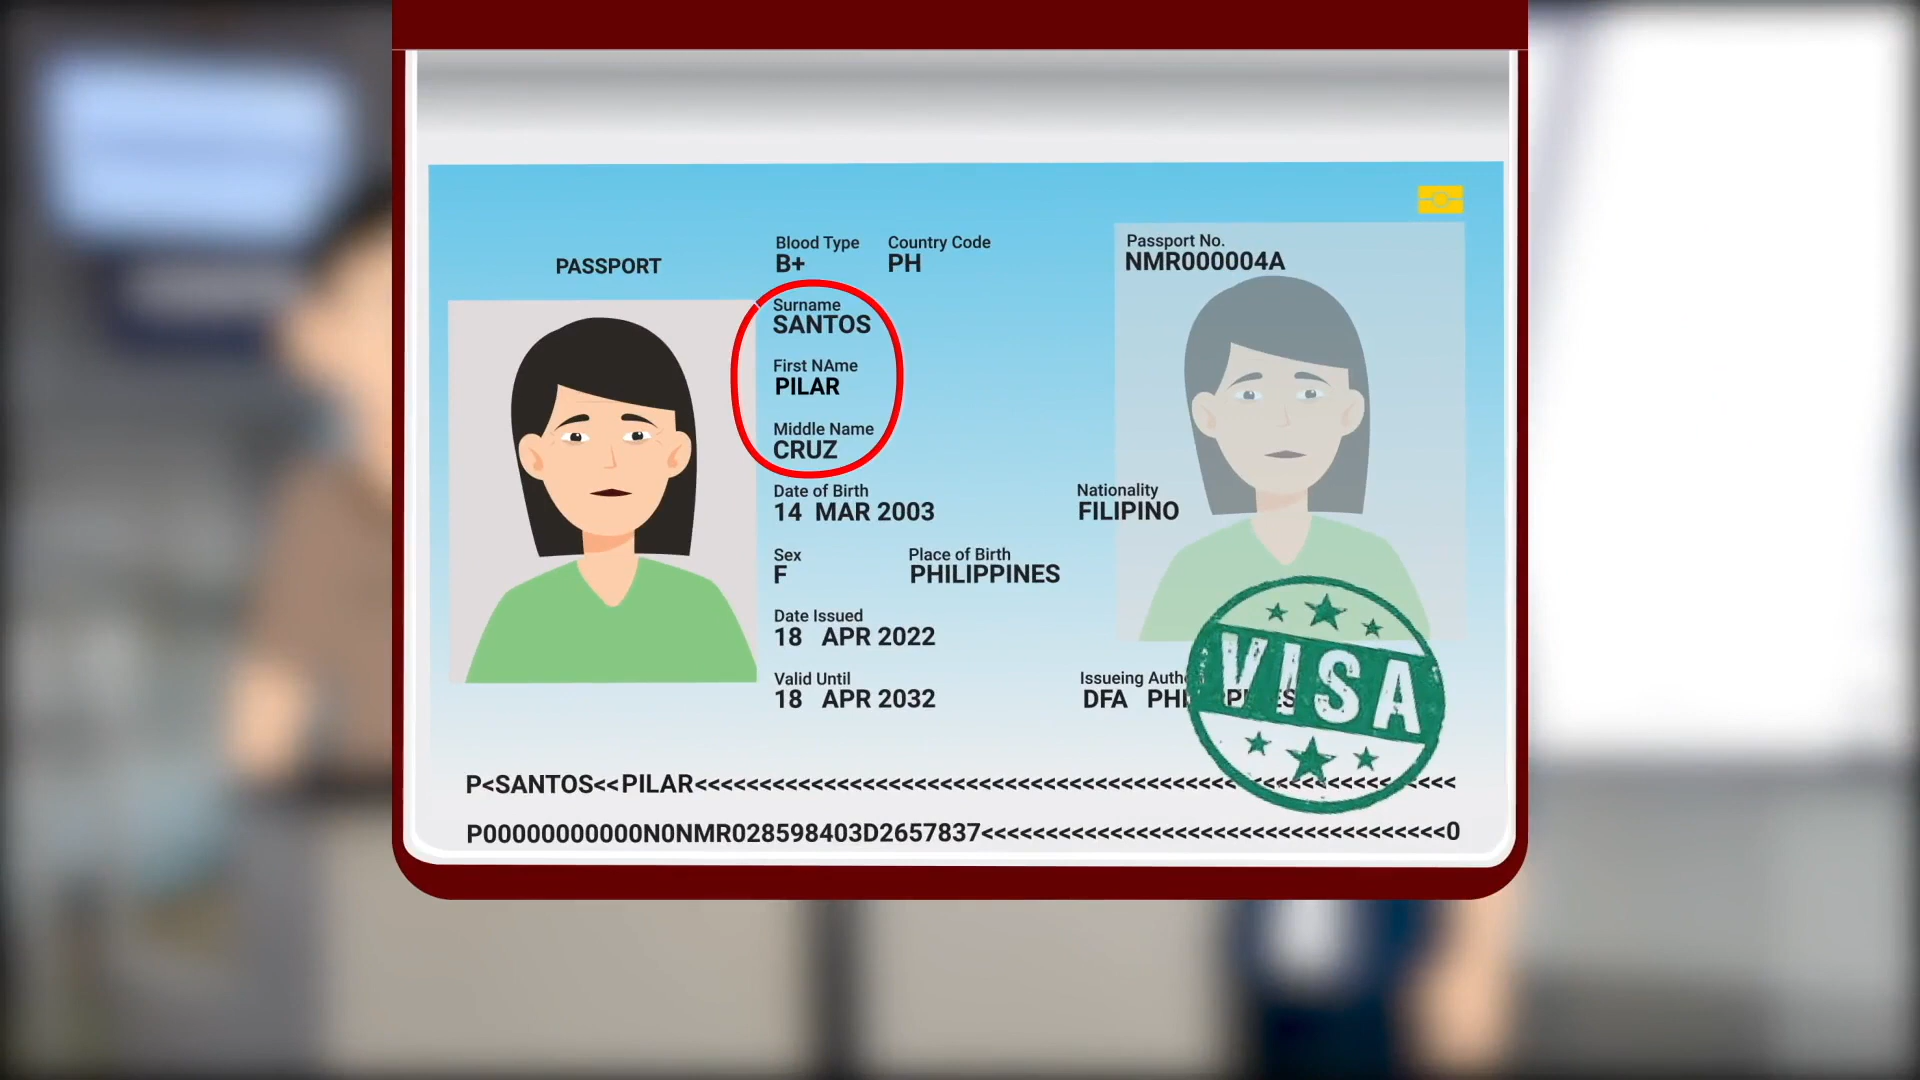 PASSPORT
Blood Type
B+
Country Code
PH
Passport No.
NMR000004A
Surname
SANTOS
First NAme
PILAR
Middle Name
CRUZ
Date of Birth
14 MAR 2003
Nationality
FILIPINO
Sex
F
Place of Birth
PHILIPPINES
Date Issued
18 APR 2022
Valid Until
18 APR 2032
Issueing
DFA
VISA
P<SANTOS<<PILAR<<<<<<<<<<<<<<<<<<<<<<<<<<<<<<<<<<<<<<<<<<<<<<<<<<<<<<<<<<<
P00000000000N0NMR028598403D2657837<<<<<<<<<<<<<<<<<<<<<<<<<<<<<<<<<<<0